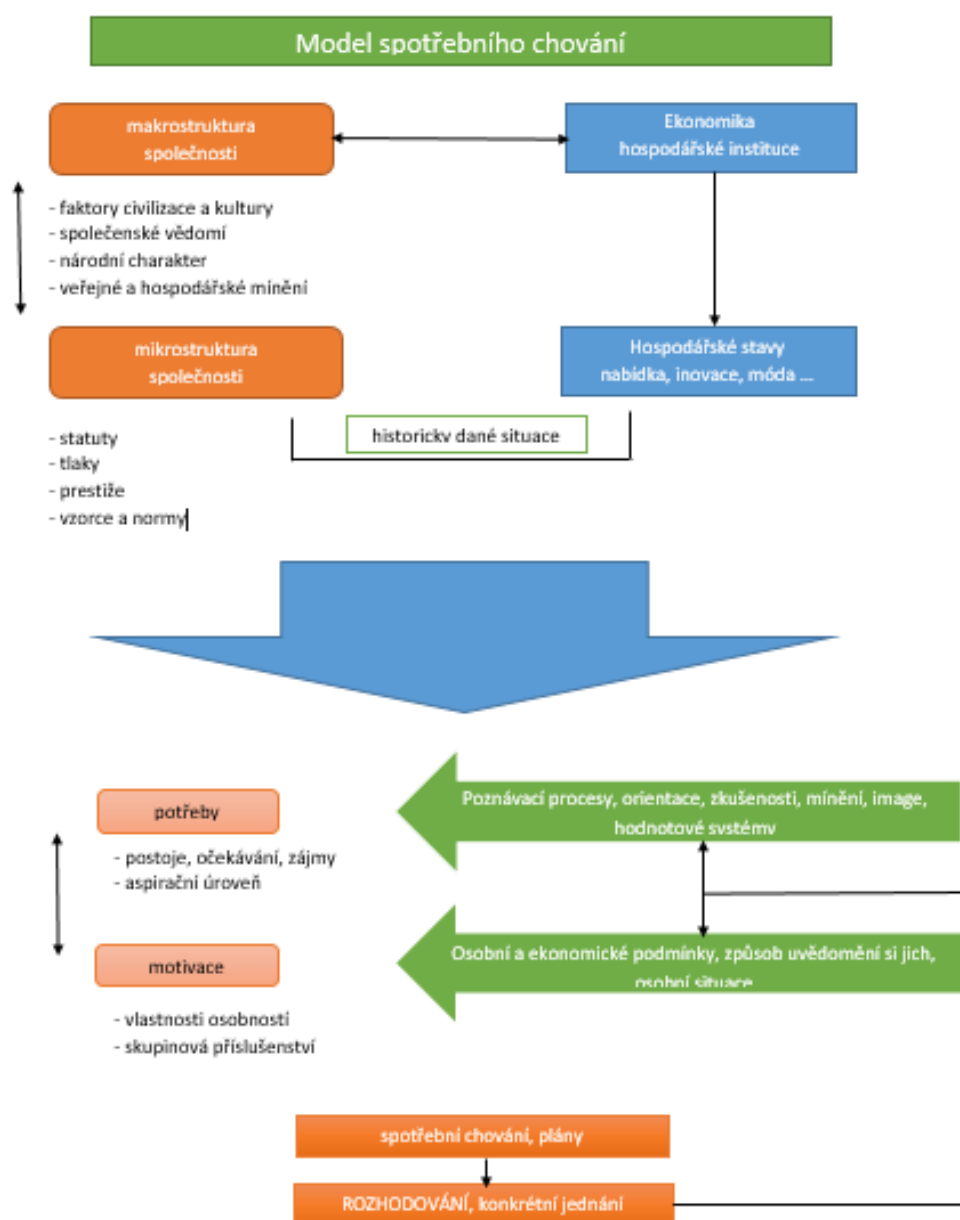 Model spotřebního chování
makrostruktura
společnosti
Ekonomika
hospodářské instituce
- faktory civilizace a kultury
- společenské vědomí
- národní charakter
- veřejné a hospodářské mínění
mikrostruktura
společnosti
Hospodářské stavy
nabídka, inovace, móda ...
historicky dané situace
- statuty
- tlaky
- prestiže
- vzorce a normy
potřeby
Poznávací procesy, orientace, zkušenosti, mínění, image,
hodnotové systémy
- postoje, očekávání, zájmy
- aspirační úroveň
motivace
Osobní a ekonomické podmínky, způsob uvědomění si jich,
osobní situace
- vlastnosti osobnosti
- skupinová příslušenství
spotřební chování, plány
ROZHODOVÁNÍ, konkrétní jednání